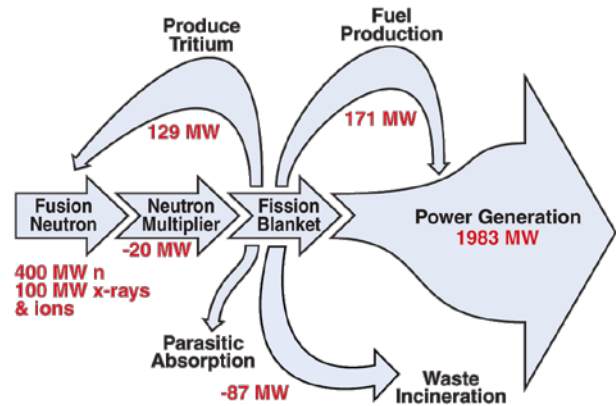 Produce
Tritium
129 MW
Fuel
Production
171 MW
Fusion
Neutron
Neutron
Multiplier
Fission
Blanket
Power Generation
1983 MW
-20 MW
400 MW n
100 MW x-rays
& ions
Parasitic
Absorption
-87 MW
Waste
Incineration